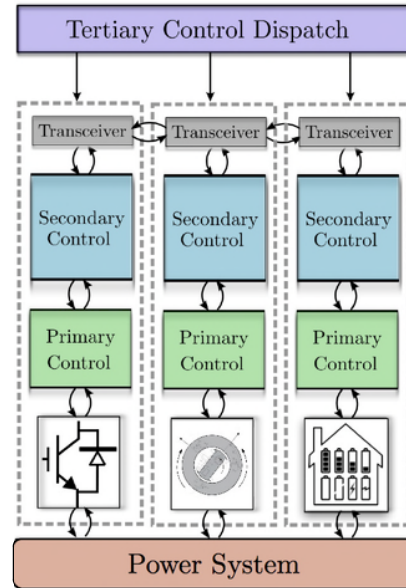 Tertiary Control Dispatch
Transceiver
Transceiver
Transceiver
Secondary
Control
Secondary
Control
Secondary
Control
Primary
Control
Primary
Control
Primary
Control
Power System